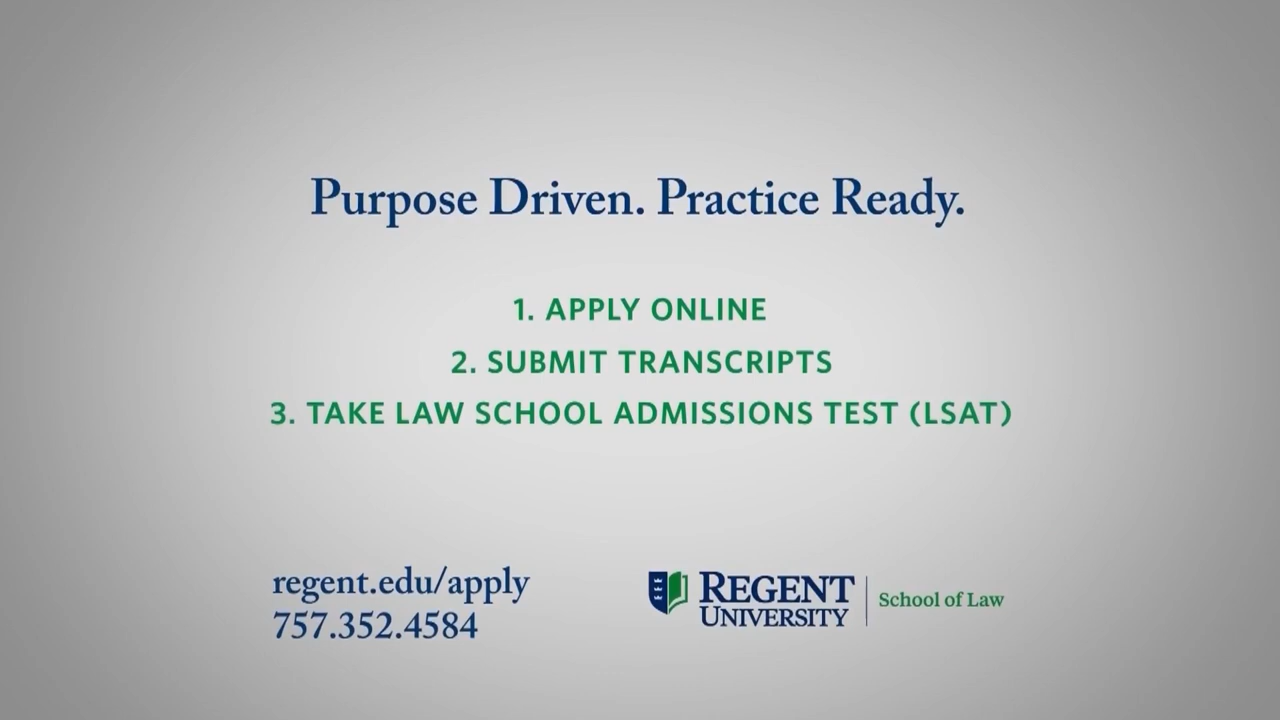 Purpose Driven. Practice Ready.
1. APPLY ONLINE
2. SUBMIT TRANSCRIPTS
3. TAKE LAW SCHOOL ADMISSIONS TEST (LSAT)
regent.edu/apply
757.352.4584
REGENT
UNIVERSITY
School of Law